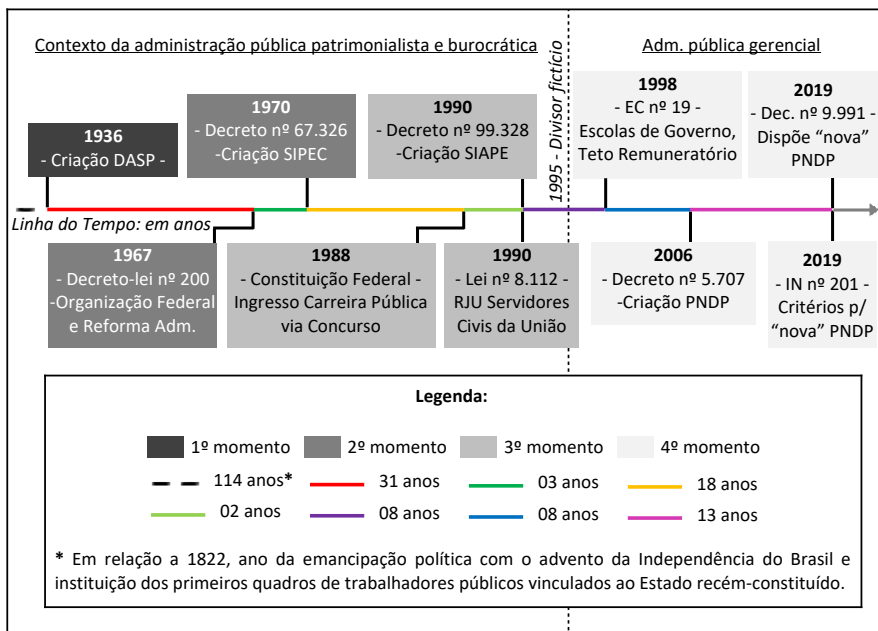 Contexto da administração pública patrimonialista e burocrática
Adm. pública gerencial
1936
- Criação DASP -
1970
- Decreto nº 67.326
-Criação SIPEC
1990
- Decreto nº 99.328
-Criação SIAPE
1995 - Divisor fictício
1998
- EC nº 19 -
Escolas de Governo,
Teto Remuneratório
2019
- Dec. nº 9.991 -
Dispõe “nova”
PNDP
Linha do Tempo: em anos
1967
- Decreto-lei nº 200
-Organização Federal
e Reforma Adm.
1988
- Constituição Federal -
Ingresso Carreira Pública
via Concurso
1990
- Lei nº 8.112 -
RJU Servidores
Civis da União
2006
- Decreto nº 5.707
-Criação PNDP
2019
- IN nº 201 -
Critérios p/
“nova” PNDP
Legenda:
1º momento
2º momento
3º momento
4º momento
114 anos*
31 anos
03 anos
18 anos
02 anos
08 anos
08 anos
13 anos
* Em relação a 1822, ano da emancipação política com o advento da Independência do Brasil e
instituição dos primeiros quadros de trabalhadores públicos vinculados ao Estado recém-constituído.